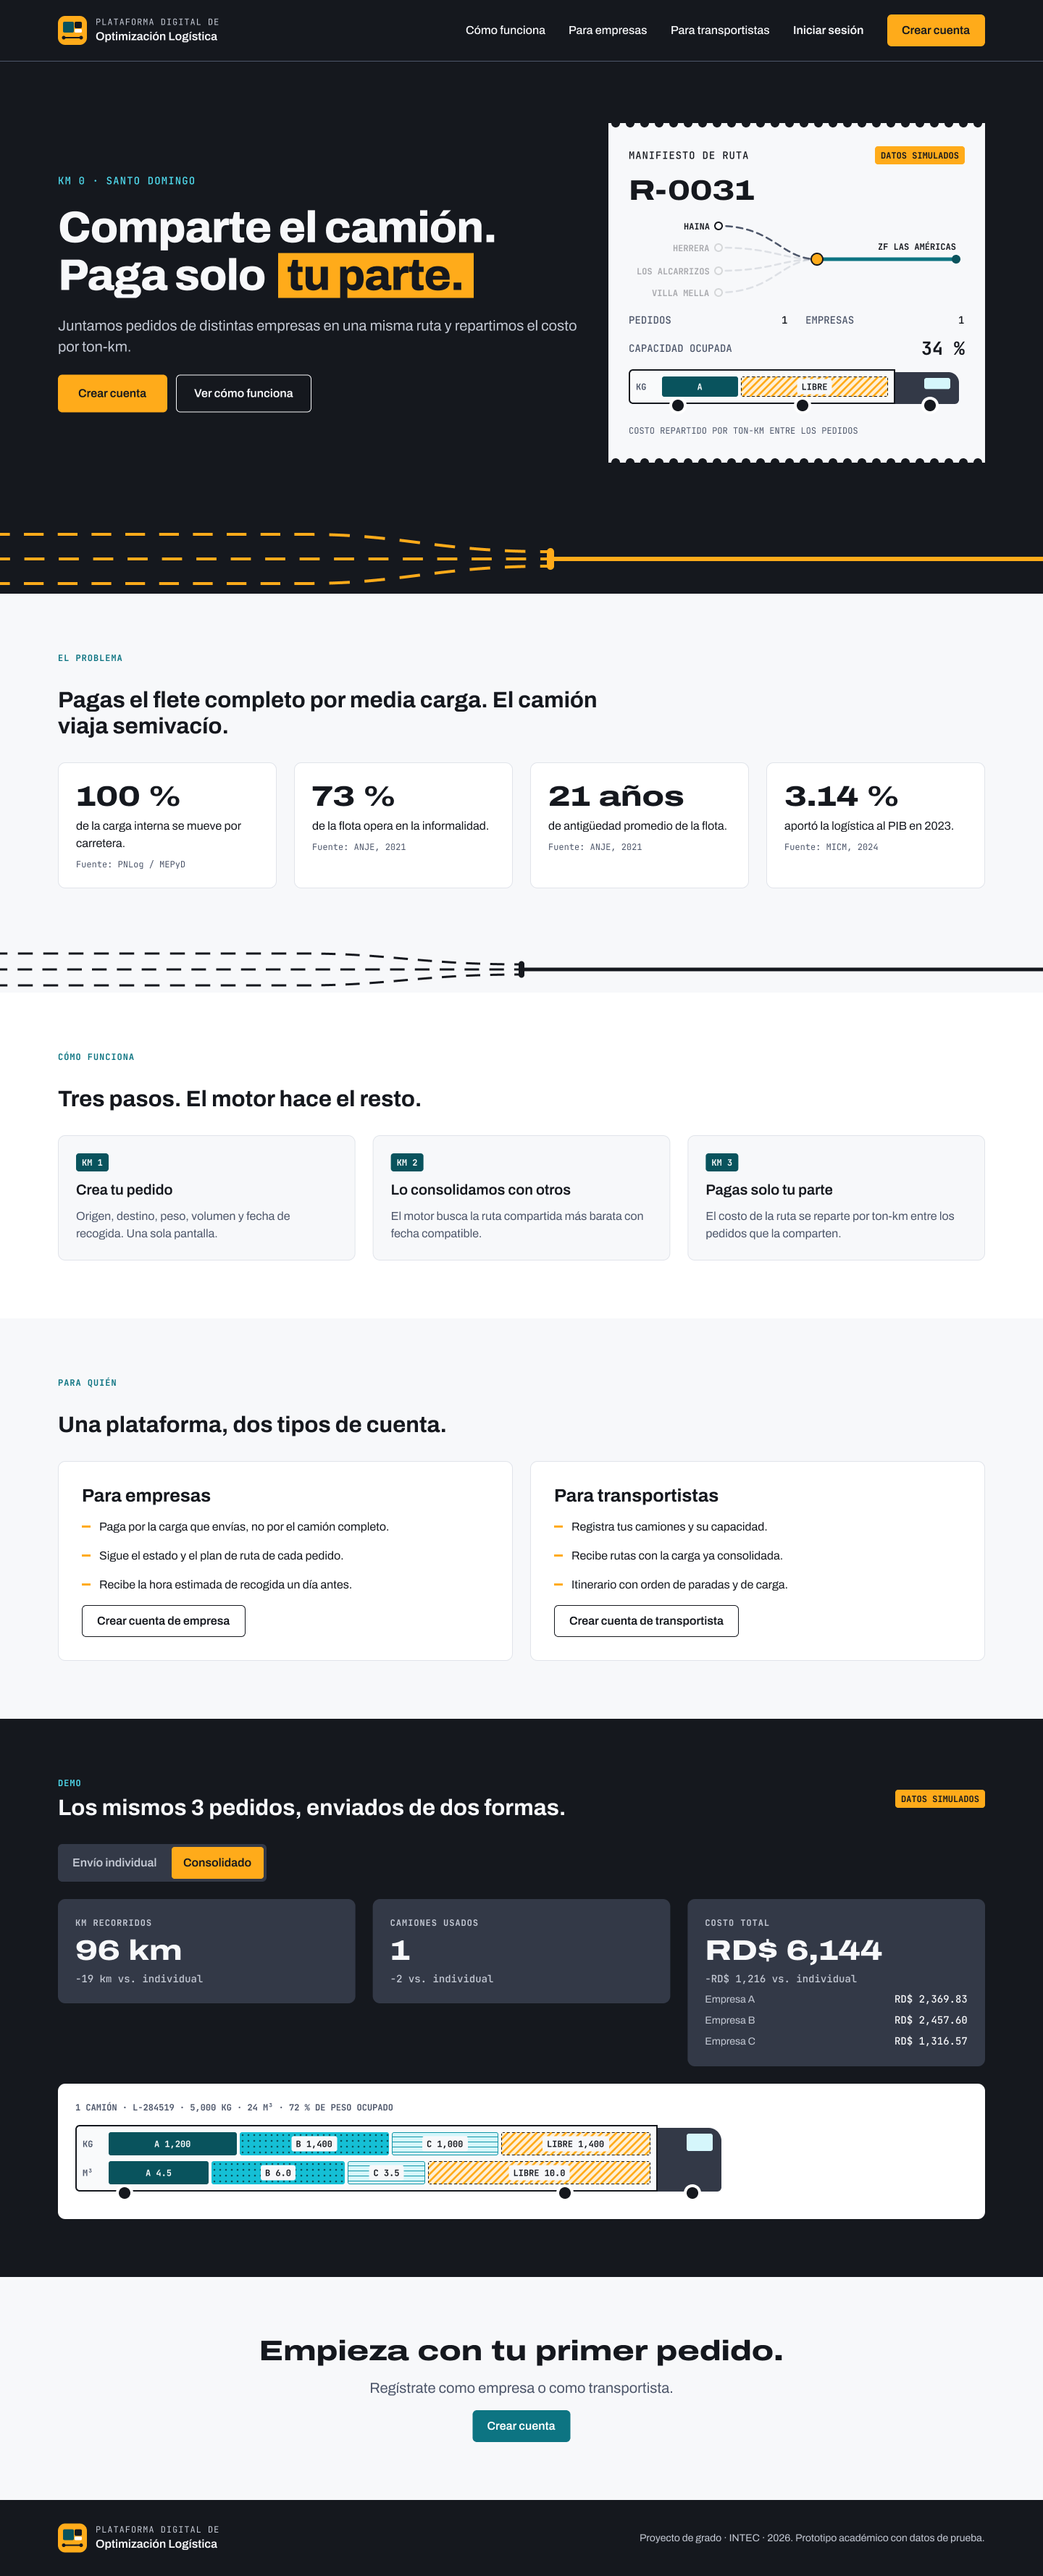 PLATAFORMA DIGITAL DE
Optimización Logística
Cómo funciona
Para empresas
Para transportistas
Iniciar sesión
Crear cuenta
KM 0 · SANTO DOMINGO
Comparte el camión.
Paga solo tu parte.
Juntamos pedidos de distintas empresas en una misma ruta y repartimos el costo
por ton-km.
Crear cuenta
Ver cómo funciona
MANIFIESTO DE RUTA
DATOS SIMULADOS
R-0031
HAINA
HERRERA
LOS ALCARRIZOS
VILLA MELLA
ZF LAS AMÉRICAS
PEDIDOS 1 EMPRESAS 1
CAPACIDAD OCUPADA 34 %
KG A LIBRE
COSTO REPARTIDO POR TON-KM ENTRE LOS PEDIDOS
EL PROBLEMA
Pagas el flete completo por media carga. El camión
viaja semivacío.
100 %
de la carga interna se mueve por
carretera.
Fuente: PNLog / MEPyD
73 %
de la flota opera en la informalidad.
Fuente: ANJE, 2021
21 años
de antigüedad promedio de la flota.
Fuente: ANJE, 2021
3.14 %
aportó la logística al PIB en 2023.
Fuente: MICM, 2024
CÓMO FUNCIONA
Tres pasos. El motor hace el resto.
KM 1
Crea tu pedido
Origen, destino, peso, volumen y fecha de
recogida. Una sola pantalla.
KM 2
Lo consolidamos con otros
El motor busca la ruta compartida más barata con
fecha compatible.
KM 3
Pagas solo tu parte
El costo de la ruta se reparte por ton-km entre los
pedidos que la comparten.
PARA QUIÉN
Una plataforma, dos tipos de cuenta.
Para empresas
Paga por la carga que envías, no por el camión completo.
Sigue el estado y el plan de ruta de cada pedido.
Recibe la hora estimada de recogida un día antes.
Crear cuenta de empresa
Para transportistas
Registra tus camiones y su capacidad.
Recibe rutas con la carga ya consolidada.
Itinerario con orden de paradas y de carga.
Crear cuenta de transportista
DEMO
Los mismos 3 pedidos, enviados de dos formas.
DATOS SIMULADOS
Envío individual
Consolidado
KM RECORRIDOS
96 km
-19 km vs. individual
CAMIONES USADOS
1
-2 vs. individual
COSTO TOTAL
RD$ 6,144
-RD$ 1,216 vs. individual
Empresa A RD$ 2,369.83
Empresa B RD$ 2,457.60
Empresa C RD$ 1,316.57
1 CAMIÓN · L-284519 · 5,000 KG · 24 M³ · 72 % DE PESO OCUPADO
KG A 1,200 B 1,400 C 1,000 LIBRE 1,400
M³ A 4.5 B 6.0 C 3.5 LIBRE 10.0
Empieza con tu primer pedido.
Regístrate como empresa o como transportista.
Crear cuenta
PLATAFORMA DIGITAL DE
Optimización Logística
Proyecto de grado · INTEC · 2026. Prototipo académico con datos de prueba.